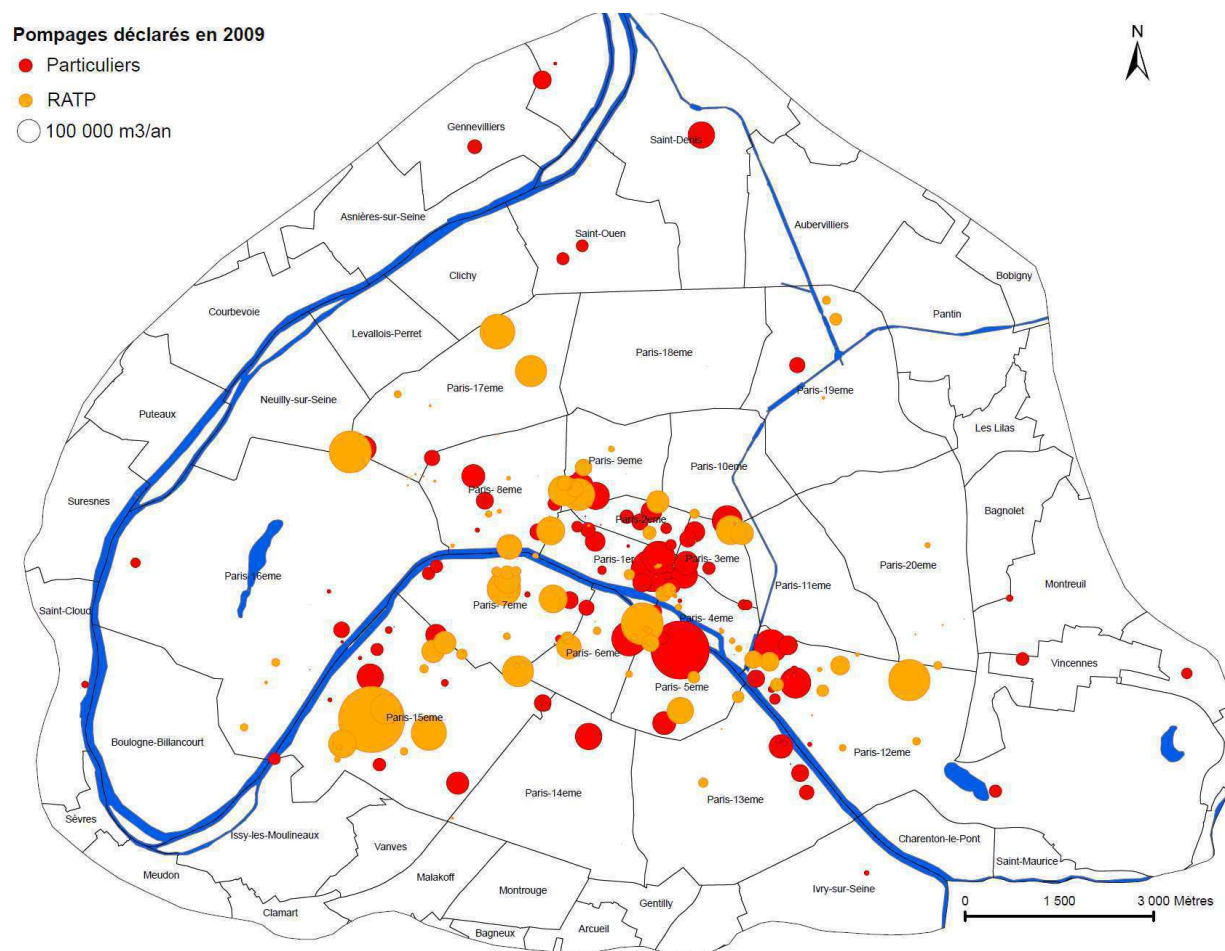 Pompages déclarés en 2009
Particuliers
RATP
100 000 m3/an
N
Gennevilliers
Saint-Denis
Asnières-sur-Seine
Aubervilliers
Saint-Ouen
Clichy
Bobigny
Courbevoie
Pantin
Levallois-Perret
Paris-18eme
Paris-17eme
Paris-19eme
Neuilly-sur-Seine
Puteaux
Les Lilas
Paris- 9eme
Paris-10eme
Paris- 8eme
Suresnes
Bagnolet
Paris- 2eme
Paris- 1er
Paris- 3eme
Paris-20eme
Paris-16eme
Paris-11eme
Montreuil
Saint-Cloud
Paris- 7eme
Paris- 4eme
Paris- 6eme
Vincennes
Paris- 5eme
Paris-15eme
Boulogne-Billancourt
Paris-12eme
Paris-14eme
Paris-13eme
Sèvres
Issy-les-Moulineaux
Charenton-le-Pont
Vanves
Saint-Maurice
Meudon
Malakoff
Montrouge
Ivry-sur-Seine
Gentilly
0 1 500 3 000 Mètres
Clamart
Arcueil
Bagneux